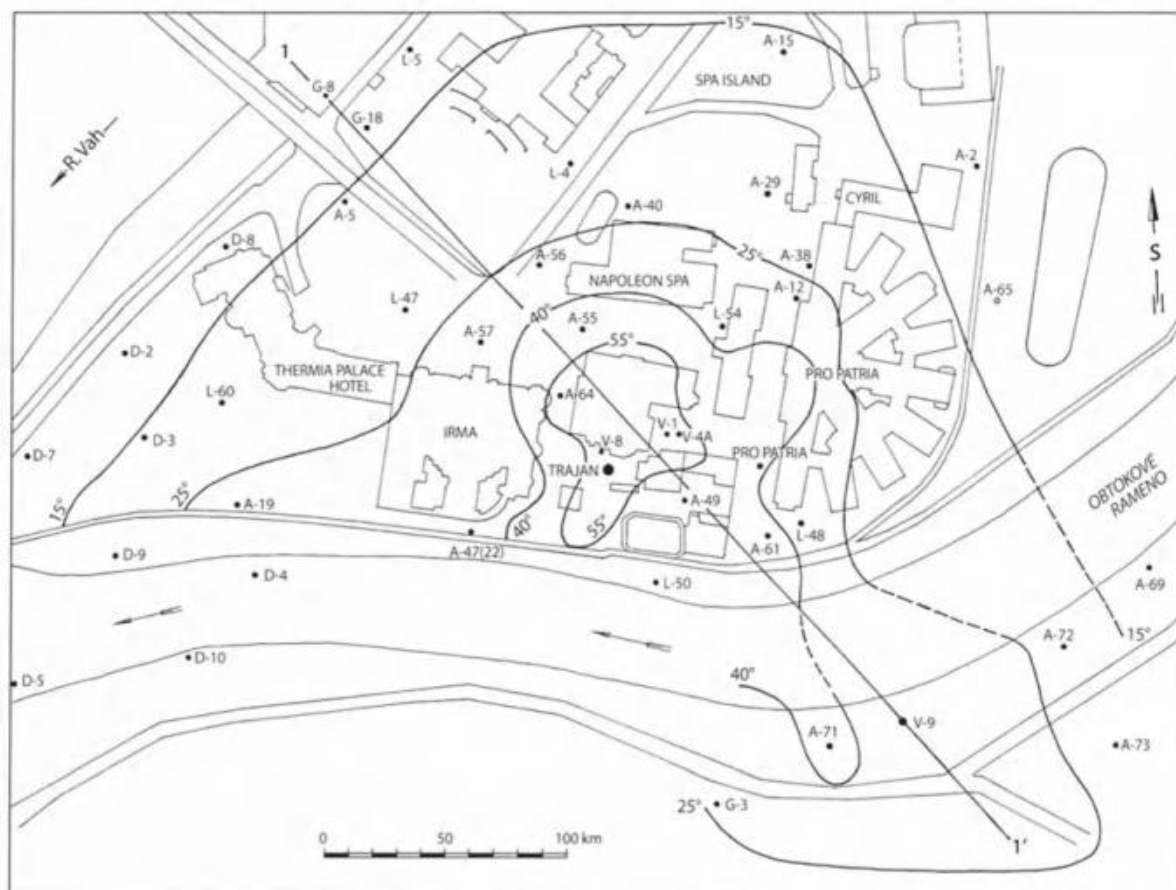 15°
1
L-5
A-15
G-8
SPA ISLAND
G-18
R. Vah
L-4
A-2
A-5
A-29
CYRIL
A-40
S
D-8
25°
A-56
A-38
NAPOLEON SPA
A-12
A-65
L-47
40°
A-55
L-54
A-57
55°
D-2
THERMIA PALACE
HOTEL
PRO PATRIA
L-60
A-64
D-3
IRMA
V-1
V-4A
V-8
D-7
TRAJAN
PRO PATRIA
OBTOKOVÉ
RAMENO
15°
25°
A-19
A-49
40°
55°
L-48
A-47(22)
A-61
D-9
D-4
L-50
A-69
15°
A-72
D-10
D-5
40°
V-9
A-71
A-73
25°
G-3
0
50
100 km
1'